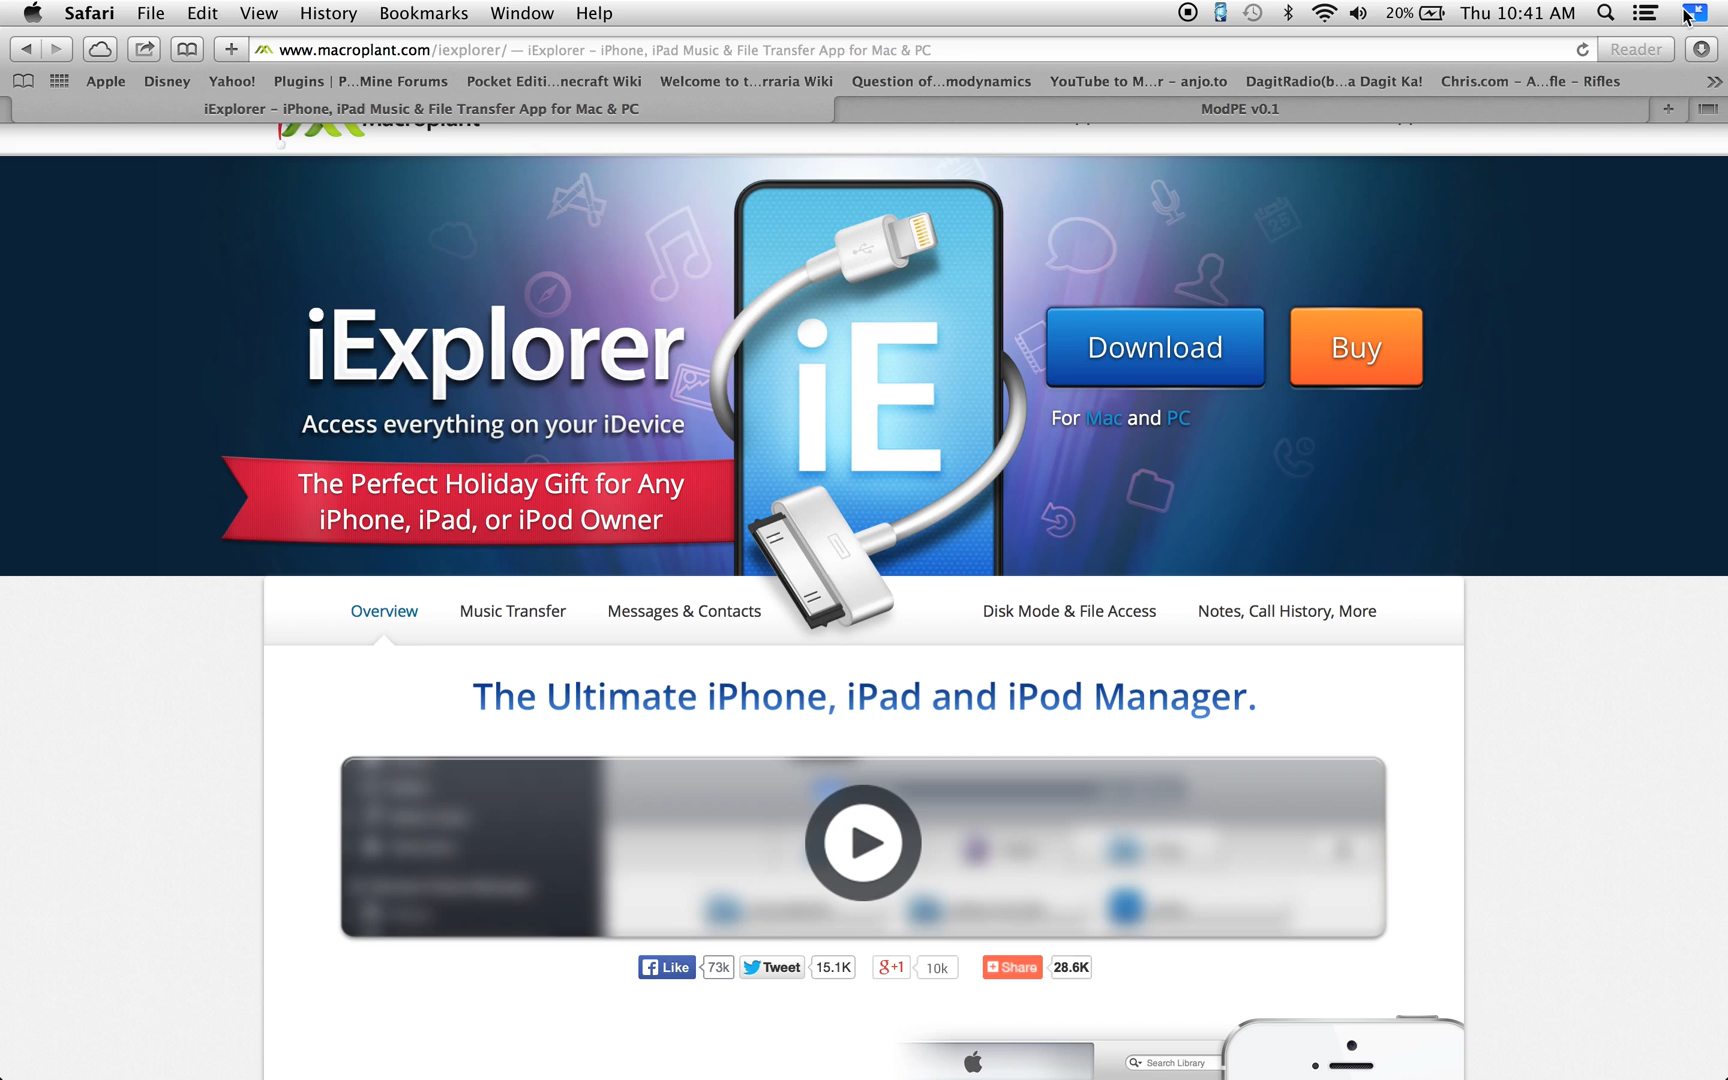 Safari File Edit View History Bookmarks Window Help 20% Thu 10:41 AM
www.macroplant.com/iexplorer/ — iExplorer – iPhone, iPad Music & File Transfer App for Mac & PC Reader
Apple Disney Yahoo! Plugins | P...Mine Forums Pocket Editi...necraft Wiki Welcome to t...rraria Wiki Question of...modynamics YouTube to M...r – anjo.to DagitRadio(b...a Dagit Ka! Chris.com – A...fle – Rifles
iExplorer – iPhone, iPad Music & File Transfer App for Mac & PC ModPE v0.1
iExplorer
Access everything on your iDevice
The Perfect Holiday Gift for Any
iPhone, iPad, or iPod Owner
iE
Download Buy
For Mac and PC
Overview Music Transfer Messages & Contacts Disk Mode & File Access Notes, Call History, More
The Ultimate iPhone, iPad and iPod Manager.
Like 73k Tweet 15.1K g+1 10k Share 28.6K
Search Library